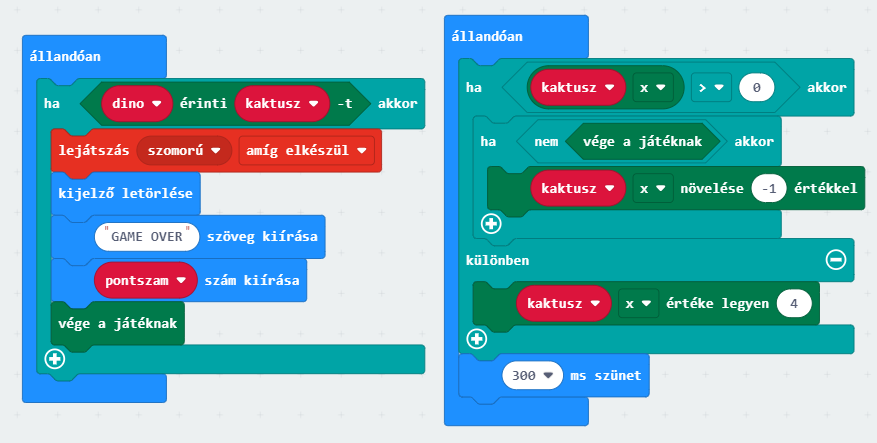 állandóan
ha dino érinti kaktusz -t akkor
lejátszás szomorú amíg elkészül
kijelző letörlése
"GAME OVER" szöveg kiírása
pontszam szám kiírása
vége a játéknak
állandóan
ha kaktusz x > 0 akkor
ha nem vége a játéknak akkor
kaktusz x növelése -1 értékkel
különben
kaktusz x értéke legyen 4
300 ms szünet